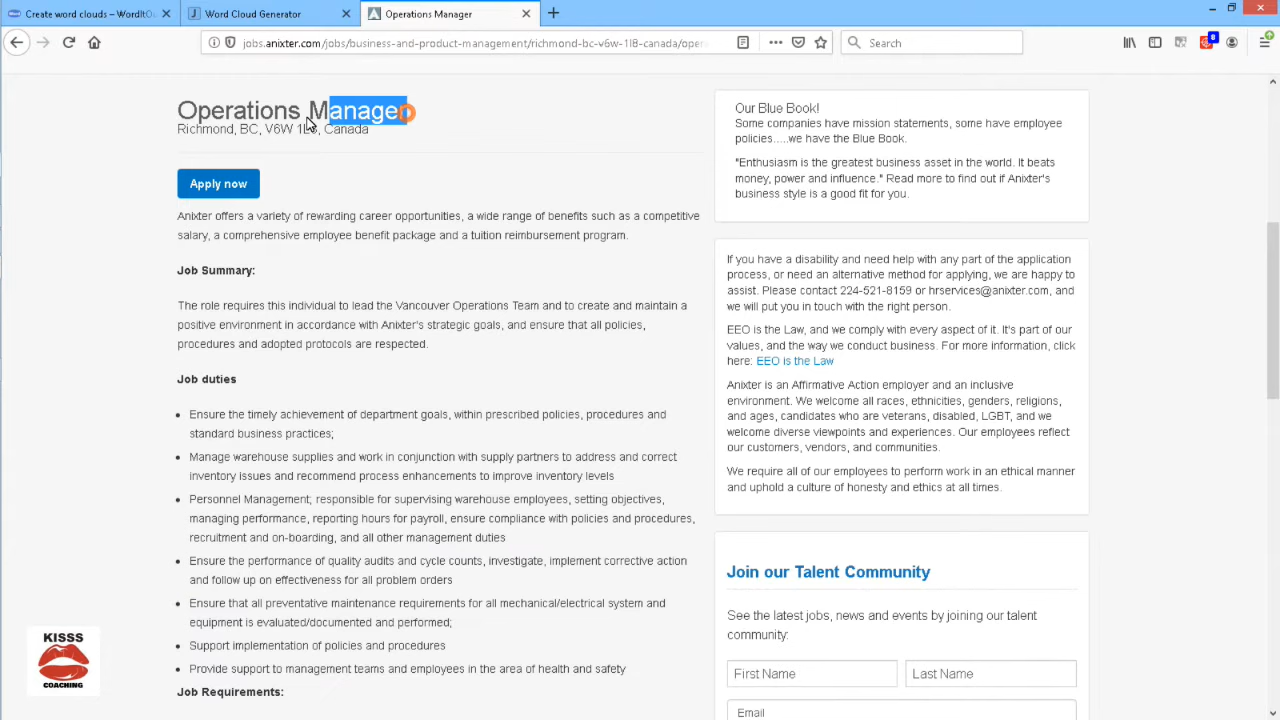 Create word clouds – WordItO
Word Cloud Generator
Operations Manager
jobs.anixter.com/jobs/business-and-product-management/richmond-bc-v6w-1l8-canada/oper
Search
8
Operations Manager
Richmond, BC, V6W 1L8, Canada
Apply now
Anixter offers a variety of rewarding career opportunities, a wide range of benefits such as a competitive
salary, a comprehensive employee benefit package and a tuition reimbursement program.
Job Summary:
The role requires this individual to lead the Vancouver Operations Team and to create and maintain a
positive environment in accordance with Anixter's strategic goals, and ensure that all policies,
procedures and adopted protocols are respected.
Job duties
Ensure the timely achievement of department goals, within prescribed policies, procedures and
standard business practices;
Manage warehouse supplies and work in conjunction with supply partners to address and correct
inventory issues and recommend process enhancements to improve inventory levels
Personnel Management; responsible for supervising warehouse employees, setting objectives,
managing performance, reporting hours for payroll, ensure compliance with policies and procedures,
recruitment and on-boarding, and all other management duties
Ensure the performance of quality audits and cycle counts, investigate, implement corrective action
and follow up on effectiveness for all problem orders
Ensure that all preventative maintenance requirements for all mechanical/electrical system and
equipment is evaluated/documented and performed;
Support implementation of policies and procedures
Provide support to management teams and employees in the area of health and safety
Job Requirements:
Our Blue Book!
Some companies have mission statements, some have employee
policies.....we have the Blue Book.
"Enthusiasm is the greatest business asset in the world. It beats
money, power and influence." Read more to find out if Anixter's
business style is a good fit for you.
If you have a disability and need help with any part of the application
process, or need an alternative method for applying, we are happy to
assist. Please contact 224-521-8159 or hrservices@anixter.com, and
we will put you in touch with the right person.
EEO is the Law, and we comply with every aspect of it. It's part of our
values, and the way we conduct business. For more information, click
here: EEO is the Law
Anixter is an Affirmative Action employer and an inclusive
environment. We welcome all races, ethnicities, genders, religions,
and ages, candidates who are veterans, disabled, LGBT, and we
welcome diverse viewpoints and experiences. Our employees reflect
our customers, vendors, and communities.
We require all of our employees to perform work in an ethical manner
and uphold a culture of honesty and ethics at all times.
Join our Talent Community
See the latest jobs, news and events by joining our talent
community:
First Name
Last Name
Email
KISSS
COACHING